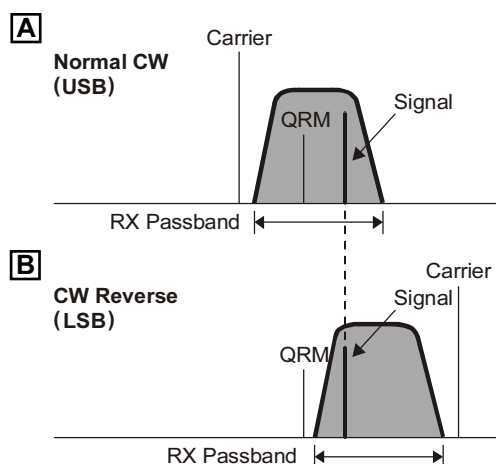 A
Normal CW
(USB)
Carrier
QRM
Signal
RX Passband
B
CW Reverse
(LSB)
Carrier
Signal
QRM
RX Passband